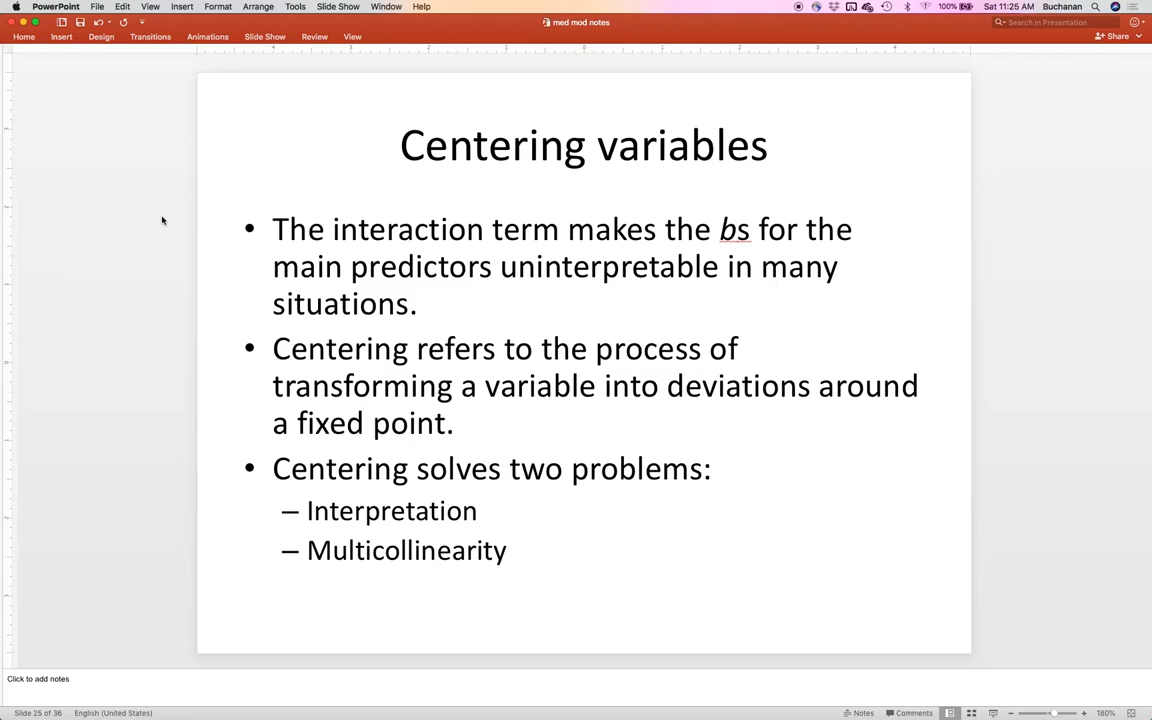 PowerPoint File Edit View Insert Format Arrange Tools Slide Show Window Help 100% Sat 11:25 AM Buchanan
med mod notes
Search in Presentation
Home Insert Design Transitions Animations Slide Show Review View Share
Centering variables
• The interaction term makes the bs for the
main predictors uninterpretable in many
situations.
• Centering refers to the process of
transforming a variable into deviations around
a fixed point.
• Centering solves two problems:
– Interpretation
– Multicollinearity
Click to add notes
Slide 25 of 36 English (United States) Notes Comments 180%